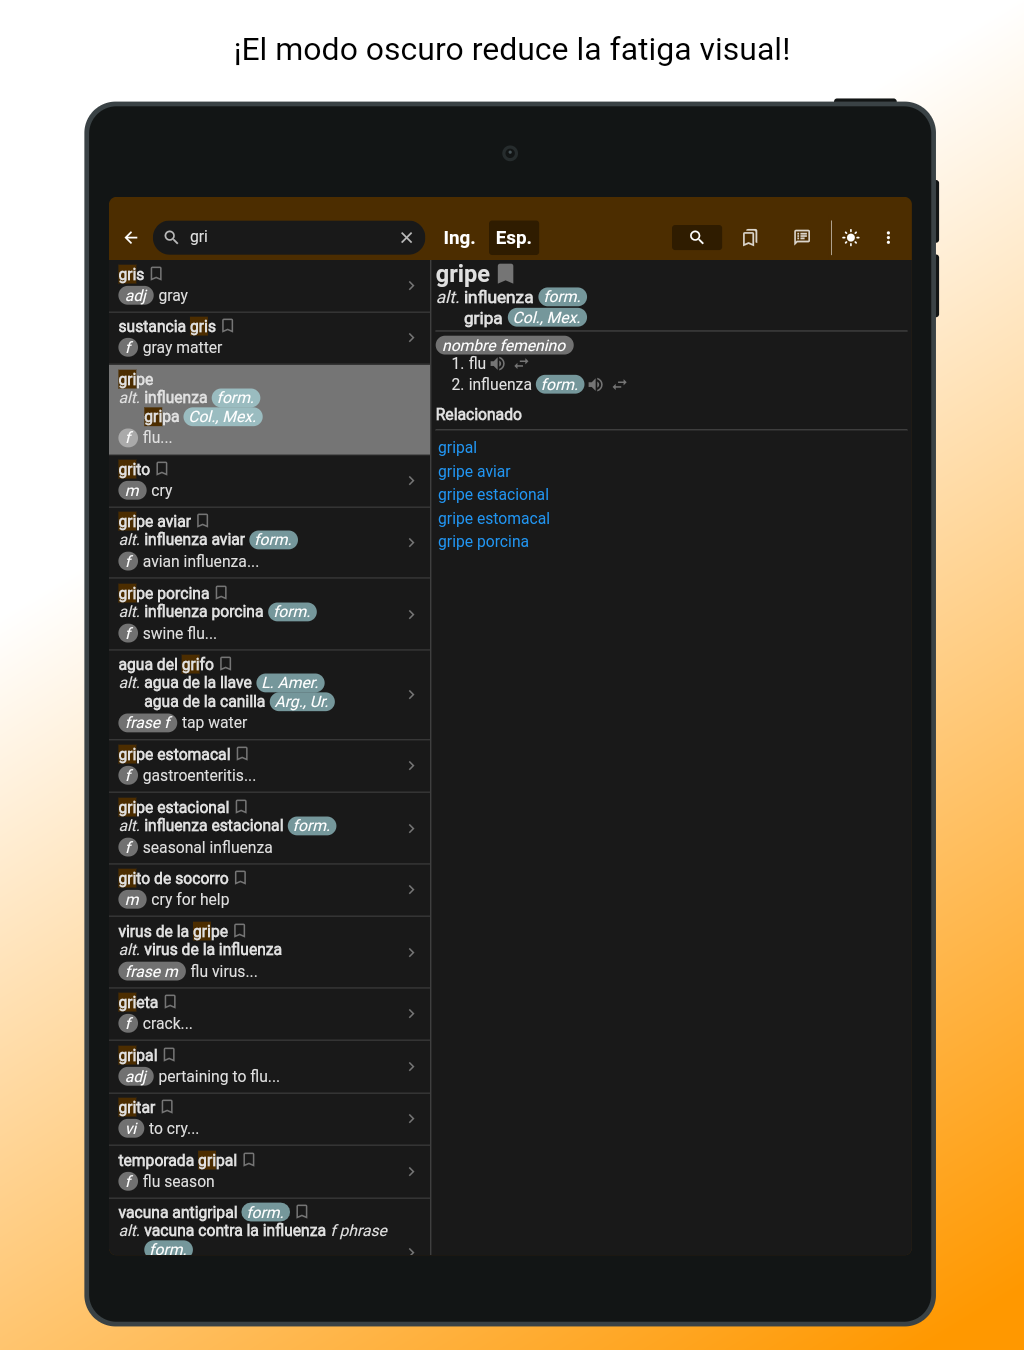 ¡El modo oscuro reduce la fatiga visual!
gri
Ing.
Esp.
gris
adj gray
sustancia gris
f gray matter
gripe
alt. influenza form.
gripa Col., Mex.
f flu...
grito
m cry
gripe aviar
alt. influenza aviar form.
f avian influenza...
gripe porcina
alt. influenza porcina form.
f swine flu...
agua del grifo
alt. agua de la llave L. Amer.
agua de la canilla Arg., Ur.
frase f tap water
gripe estomacal
f gastroenteritis...
gripe estacional
alt. influenza estacional form.
f seasonal influenza
grito de socorro
m cry for help
virus de la gripe
alt. virus de la influenza
frase m flu virus...
grieta
f crack...
gripal
adj pertaining to flu...
gritar
vi to cry...
temporada gripal
f flu season
vacuna antigripal form.
alt. vacuna contra la influenza f phrase
form.
gripe
alt. influenza form.
gripa Col., Mex.
nombre femenino
1. flu
2. influenza form.
Relacionado
gripal
gripe aviar
gripe estacional
gripe estomacal
gripe porcina